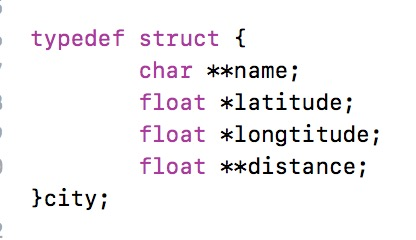 typedef struct {
char **name;
float *latitude;
float *longtitude;
float **distance;
}city;